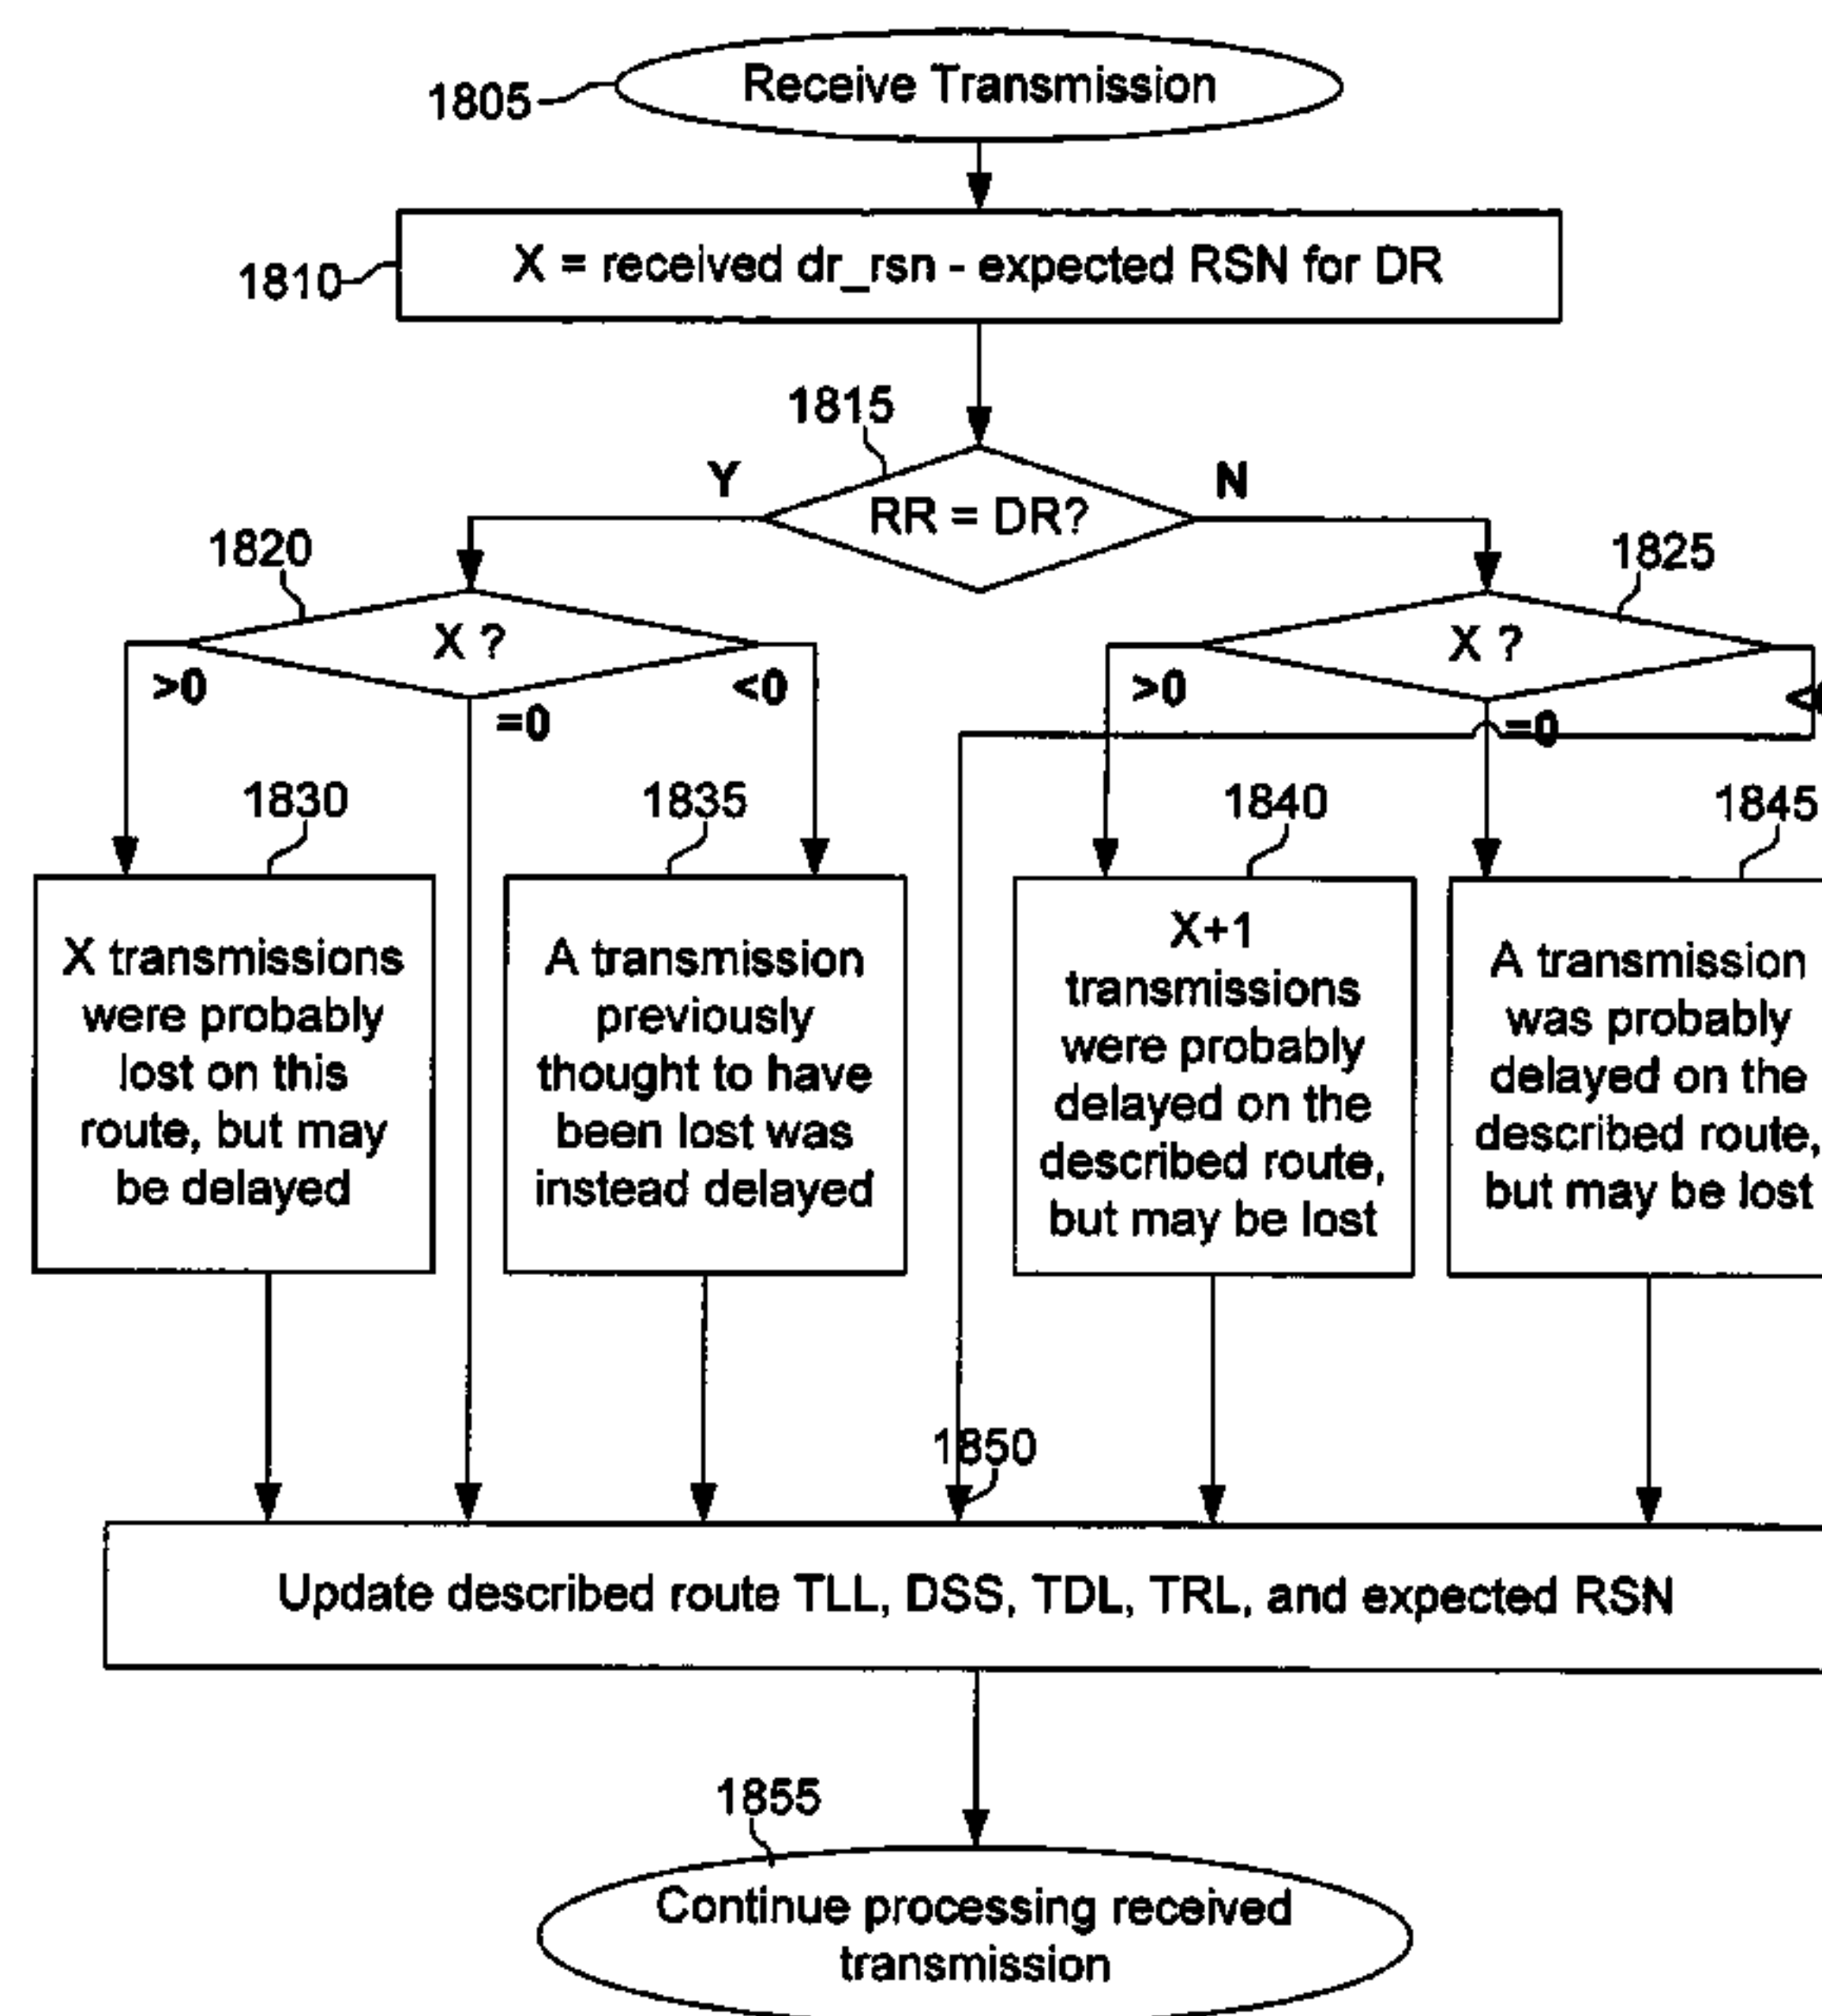 Receive Transmission
1805
X = received dr_rsn - expected RSN for DR
1810
1815
Y
N
RR = DR?
1820
1825
X ?
X ?
>0
<0
=0
>0
=0
1830
1835
1840
1845
X transmissions
were probably
lost on this
route, but may
be delayed
A transmission
previously
thought to have
been lost was
instead delayed
X+1
transmissions
were probably
delayed on the
described route,
but may be lost
A transmission
was probably
delayed on the
described route,
but may be lost
1850
Update described route TLL, DSS, TDL, TRL, and expected RSN
1855
Continue processing received
transmission